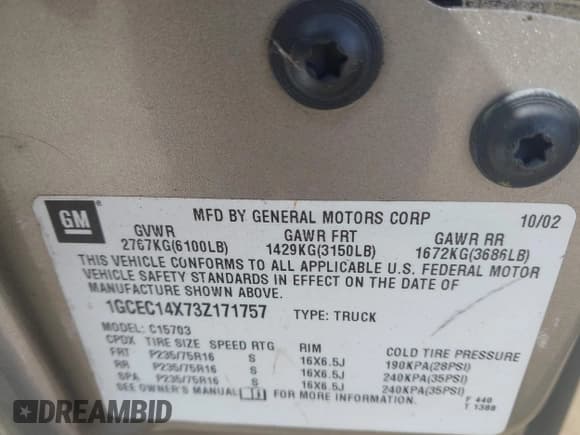 GM ®
MFD BY GENERAL MOTORS CORP 10/02
GVWR GAWR FRT GAWR RR
2767KG(6100LB) 1429KG(3150LB) 1672KG(3686LB)
THIS VEHICLE CONFORMS TO ALL APPLICABLE U.S. FEDERAL MOTOR
VEHICLE SAFETY STANDARDS IN EFFECT ON THE DATE OF
MANUFACTURE SHOWN ABOVE.
1GCEC14X73Z171757 TYPE: TRUCK
MODEL: C15703
CPDX TIRE SIZE SPEED RTG RIM COLD TIRE PRESSURE
FRT P235/75R16 S 16X6.5J 190KPA(28PSI)
RR P235/75R16 S 16X6.5J 240KPA(35PSI)
SPA P235/75R16 S 16X6.5J 240KPA(35PSI)
SEE OWNER'S MANUAL FOR MORE INFORMATION. F 440
T 1388
DREAMBID